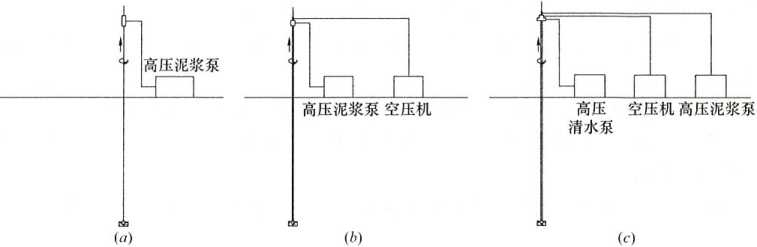 高压泥浆泵
高压泥浆泵 空压机
高压 空压机 高压泥浆泵
清水泵
(a) (b) (c)